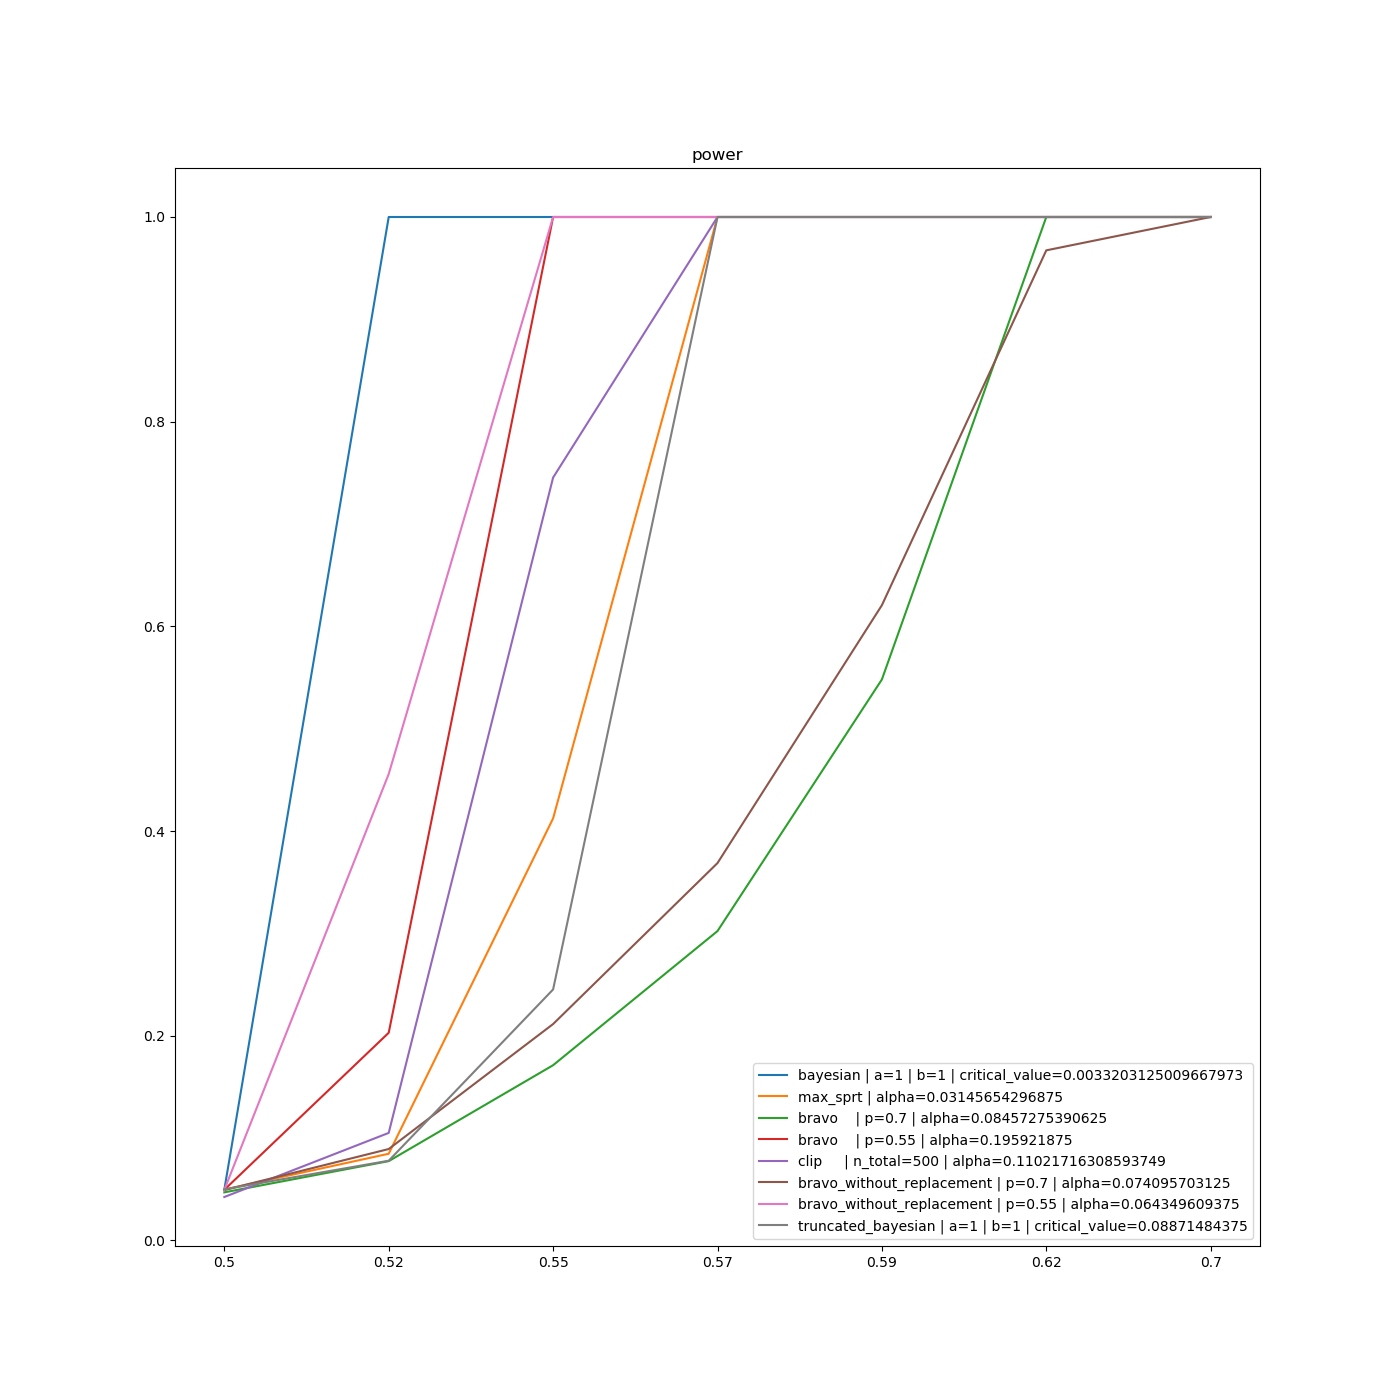 power
1.0
0.8
0.6
0.4
0.2
0.0
bayesian | a=1 | b=1 | critical_value=0.0033203125009667973
max_sprt | alpha=0.03145654296875
bravo | p=0.7 | alpha=0.08457275390625
bravo | p=0.55 | alpha=0.195921875
clip | n_total=500 | alpha=0.11021716308593749
bravo_without_replacement | p=0.7 | alpha=0.074095703125
bravo_without_replacement | p=0.55 | alpha=0.064349609375
truncated_bayesian | a=1 | b=1 | critical_value=0.08871484375
0.5 0.52 0.55 0.57 0.59 0.62 0.7